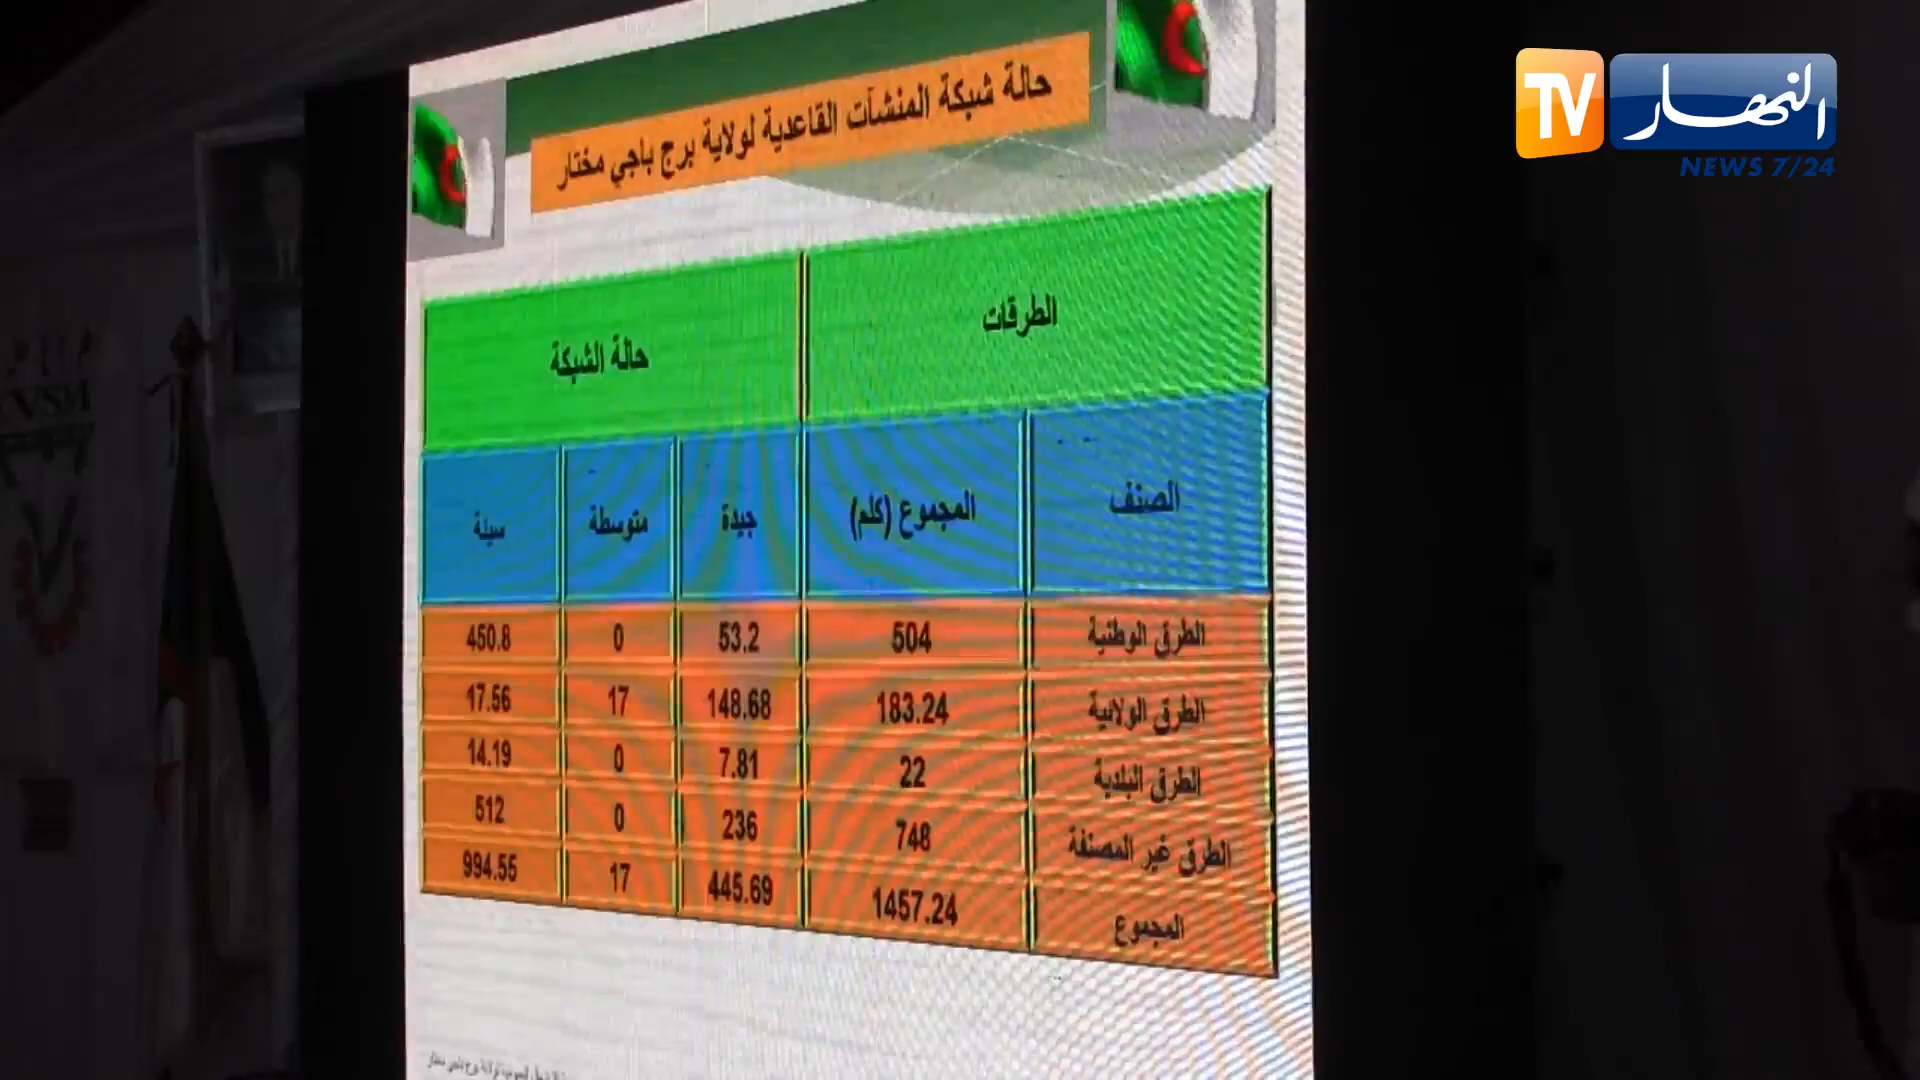 النهار TV
NEWS 7/24
حالة شبكة المنشآت القاعدية لولاية برج باجي مختار
الطرقات حالة الشبكة
الصنف المجموع (كلم) جيدة متوسطة سيئة
الطرق الوطنية 504 53.2 0 450.8
الطرق الولائية 183.24 148.68 17 17.56
الطرق البلدية 22 7.81 0 14.19
الطرق غير المصنفة 748 236 0 512
المجموع 1457.24 445.69 17 994.55